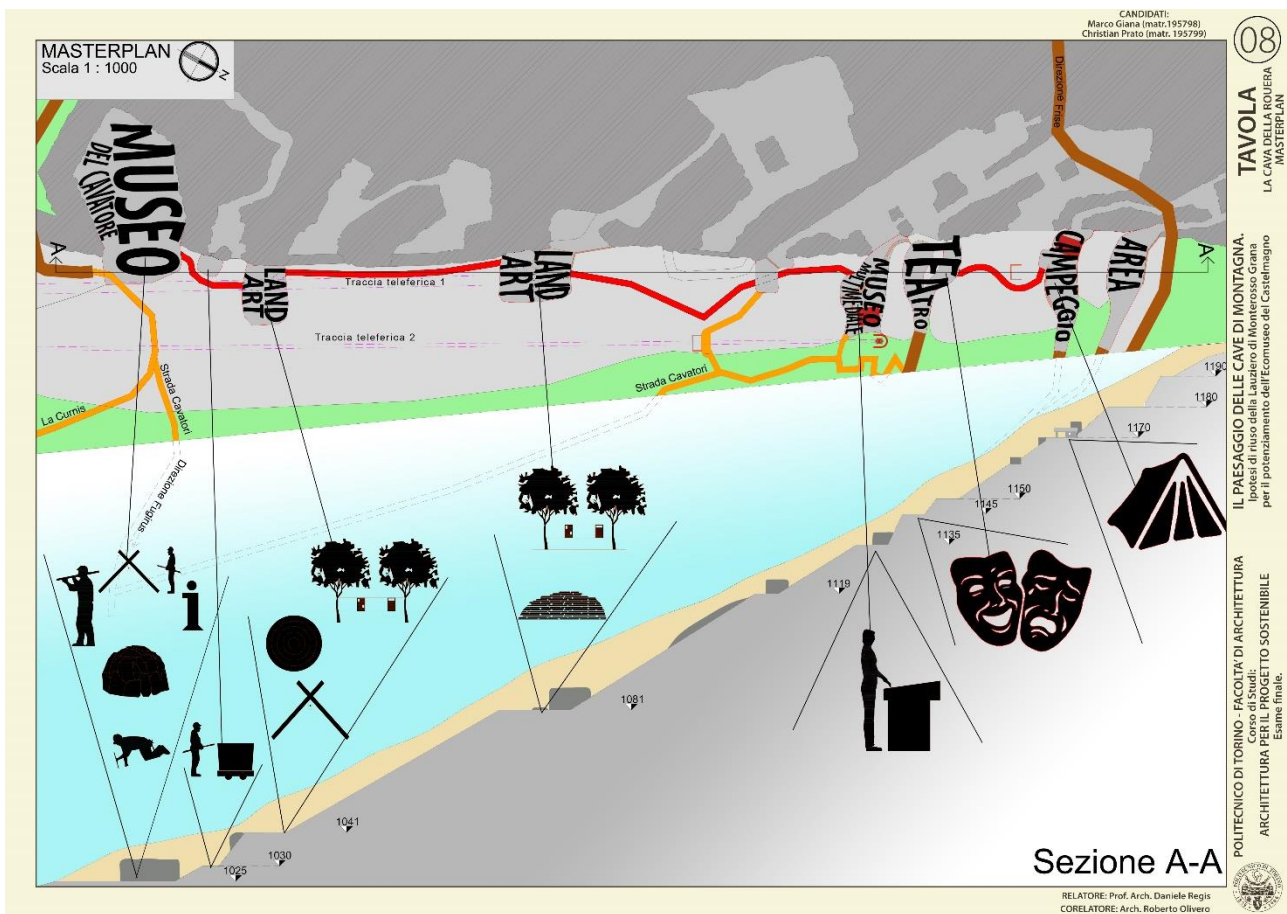 CANDIDATI:
Marco Giana (matr.195798)
Christian Prato (matr. 195799)
MASTERPLAN
Scala 1 : 1000
N
Direzione Frise
MUSEO
DEL CAVATORE
A
LAND
ART
Traccia teleferica 1
Traccia teleferica 2
LAND
ART
MUSEO
MULTIMEDIALE
TEATRO
CAMPEGGIO
AREA
A
La Curnis
Strada Cavatori
Strada Cavatori
Direzione Fugirus
1190
1180
1170
1150
1145
1135
1119
1081
1041
1030
1025
Sezione A-A
08
TAVOLA
LA CAVA DELLA ROUERA
MASTERPLAN
IL PAESAGGIO DELLE CAVE DI MONTAGNA.
Ipotesi di riuso della Lauziero di Monterosso Grana
per il potenziamento dell'Ecomuseo del Castelmagno
POLITECNICO DI TORINO - FACOLTA' DI ARCHITETTURA
Corso di Studi:
ARCHITETTURA PER IL PROGETTO SOSTENIBILE
Esame finale.
RELATORE: Prof. Arch. Daniele Regis
CORELATORE: Arch. Roberto Olivero